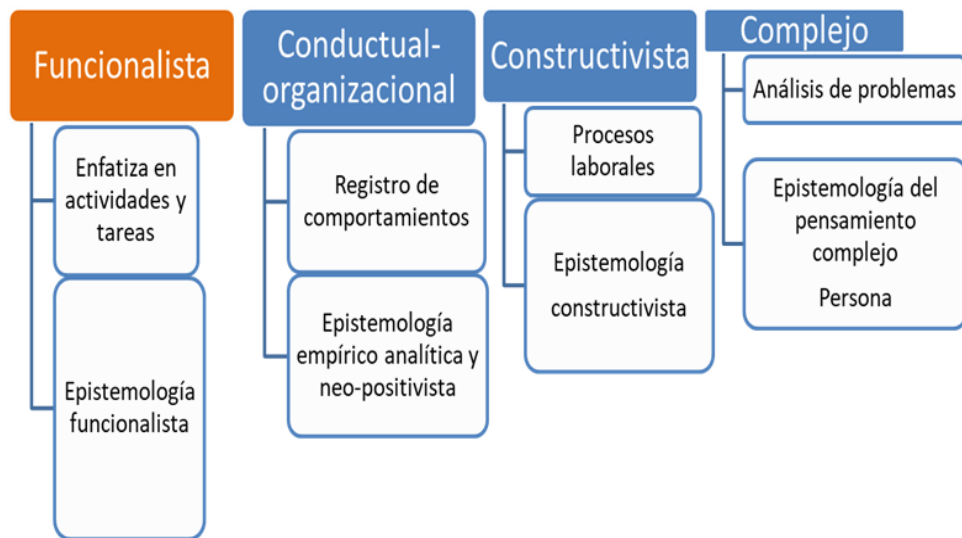 Funcionalista
Enfatiza en
actividades y
tareas
Epistemología
funcionalista
Conductual-
organizacional
Registro de
comportamientos
Epistemología
empírico analítica y
neo-positivista
Constructivista
Procesos
laborales
Epistemología
constructivista
Complejo
Análisis de problemas
Epistemología del
pensamiento
complejo
Persona